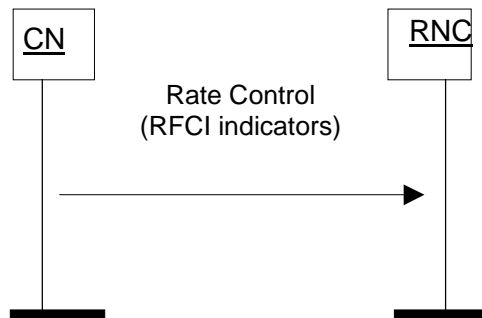 CN
RNC
Rate Control
(RFCI indicators)